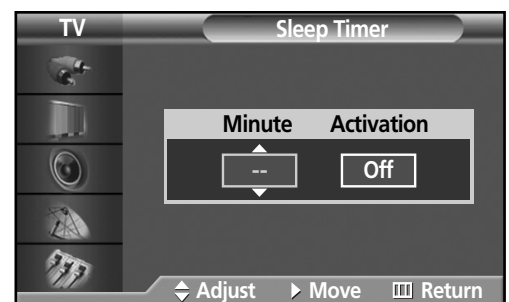 TV Sleep Timer
Minute Activation
-- Off
Adjust Move Return